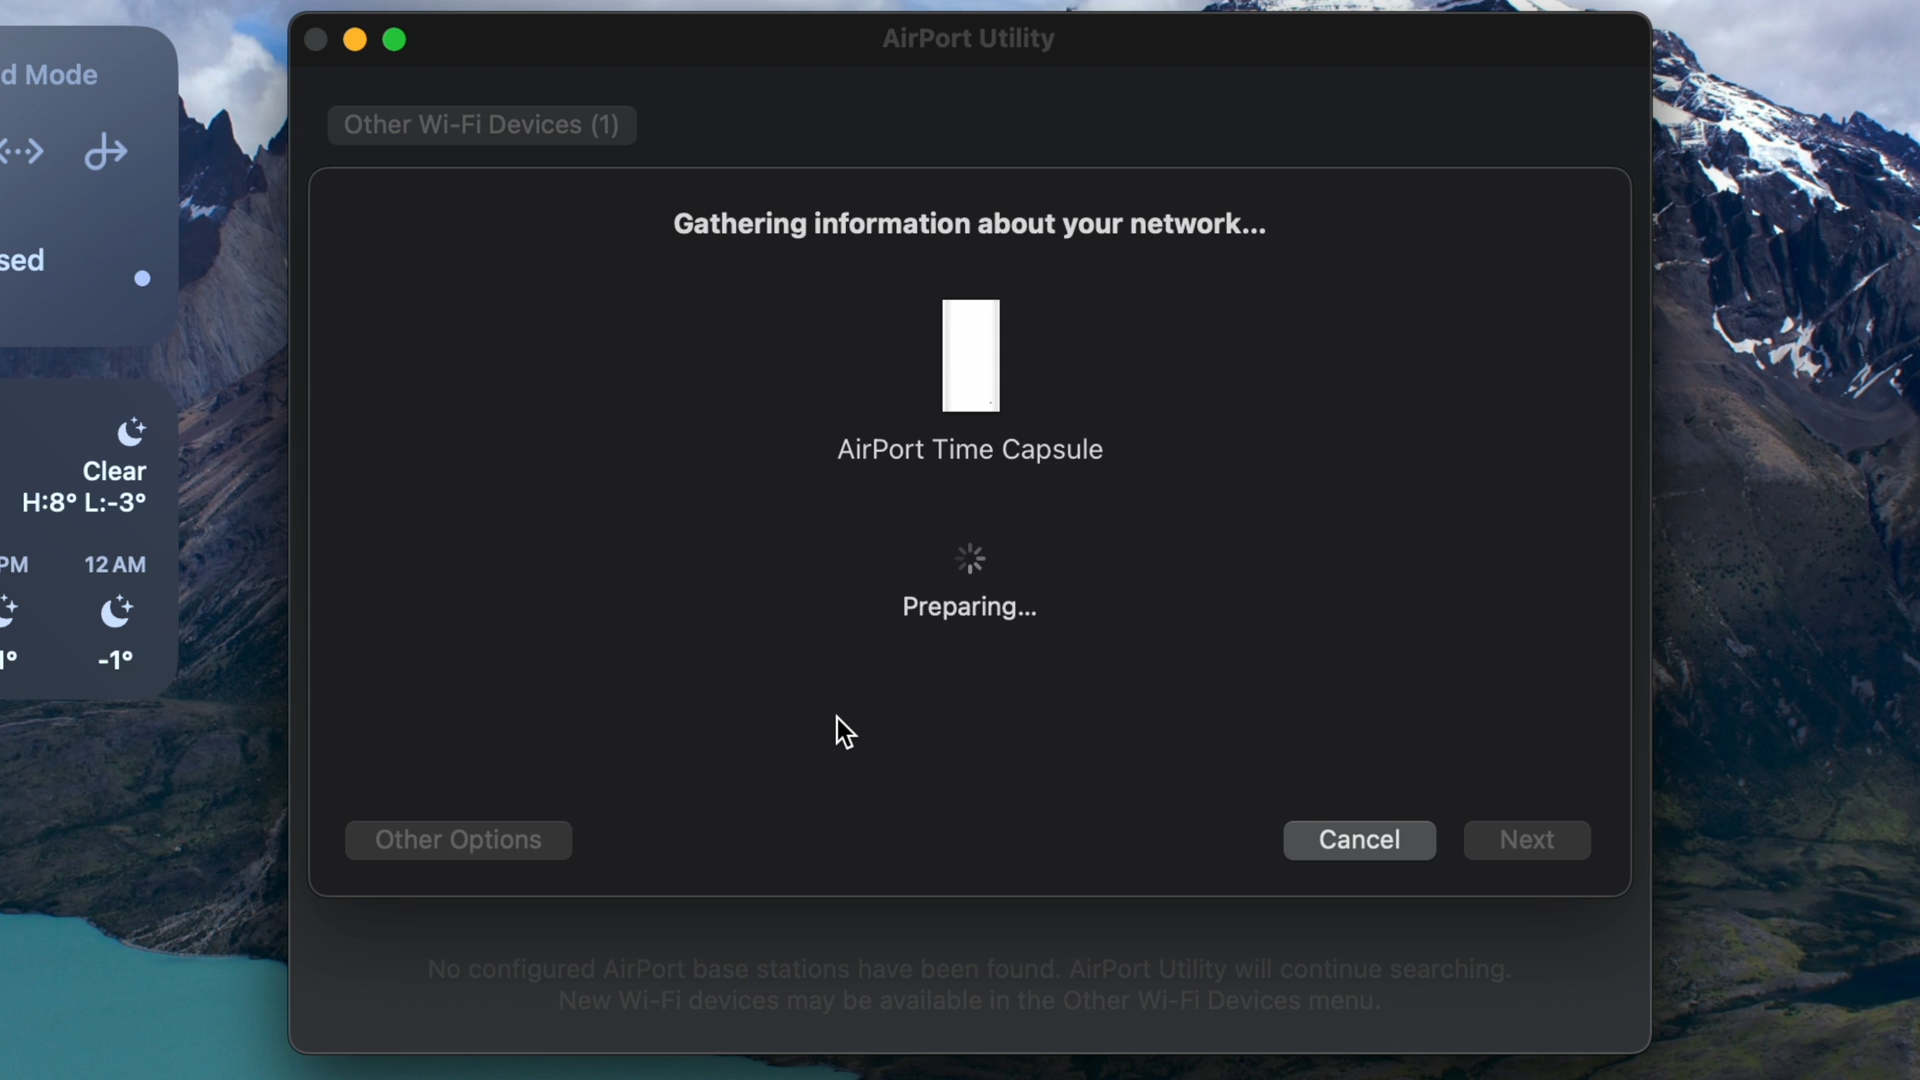 AirPort Utility
d Mode
Other Wi-Fi Devices (1)
Gathering information about your network...
sed
AirPort Time Capsule
Clear
H:8° L:-3°
PM 12 AM
Preparing...
-1°
Other Options
Cancel
Next
No configured AirPort base stations have been found. AirPort Utility will continue searching.
New Wi-Fi devices may be available in the Other Wi-Fi Devices menu.